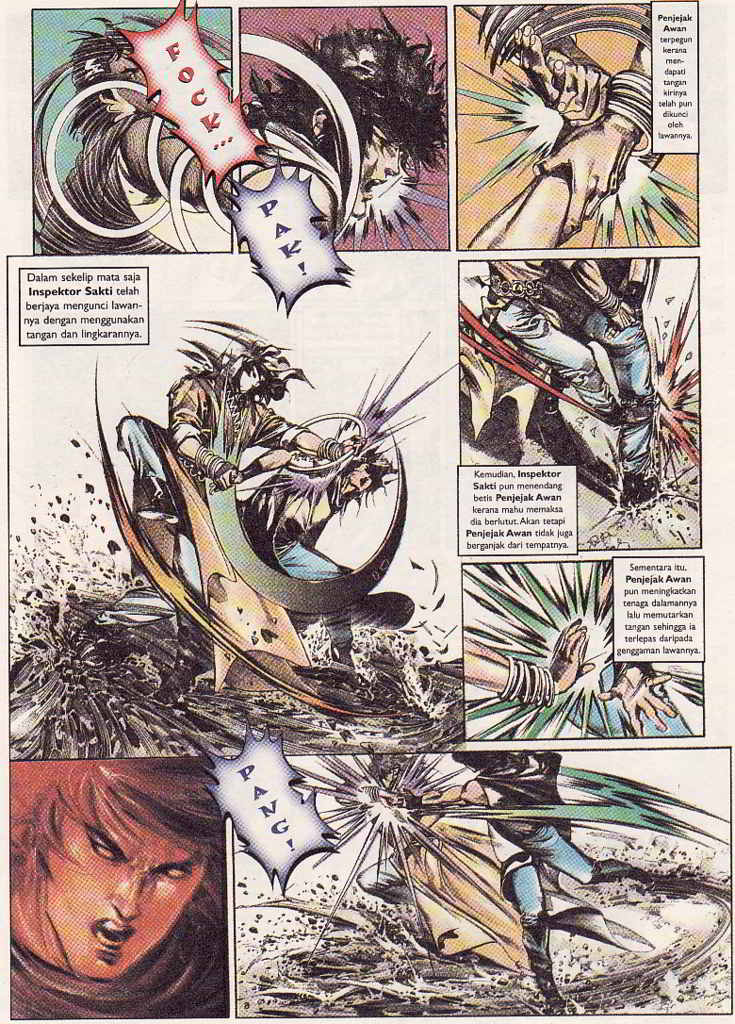 FOCK...
PAK!
Penjejak
Awan
terpegun
kerana
men-
dapati
tangan
kirinya
telah pun
dikunci
oleh
lawannya.
Dalam sekelip mata saja
Inspektor Sakti telah
berjaya mengunci lawan-
nya dengan menggunakan
tangan dan lingkarannya.
Kemudian, Inspektor
Sakti pun menendang
betis Penjejak Awan
kerana mahu memaksa
dia berlutut. Akan tetapi
Penjejak Awan tidak juga
berganjak dari tempatnya.
Sementara itu,
Penjejak Awan
pun meningkatkan
tenaga dalamannya
lalu memutarkan
tangan sehingga ia
terlepas daripada
genggaman lawannya.
PANG!
8